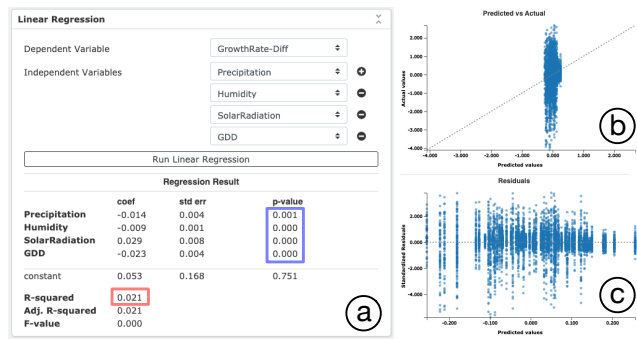 Linear Regression
Dependent Variable GrowthRate-Diff
Independent Variables Precipitation
Humidity
SolarRadiation
GDD
Run Linear Regression
Regression Result
coef std err p-value
Precipitation -0.014 0.004 0.001
Humidity -0.009 0.001 0.000
SolarRadiation 0.029 0.008 0.000
GDD -0.023 0.004 0.000
constant 0.053 0.168 0.751
R-squared 0.021
Adj. R-squared 0.021
F-value 0.000
a
Predicted vs Actual
Actual values
2.000
1.000
0.000
-1.000
-2.000
-3.000
-4.000
-4.000 -3.000 -2.000 -1.000 0.000 1.000 2.000
Predicted values
b
Residuals
Standardized Residuals
2.000
0.000
-2.000
-4.000
-0.200 -0.100 0.000 0.100 0.200
Predicted values
c